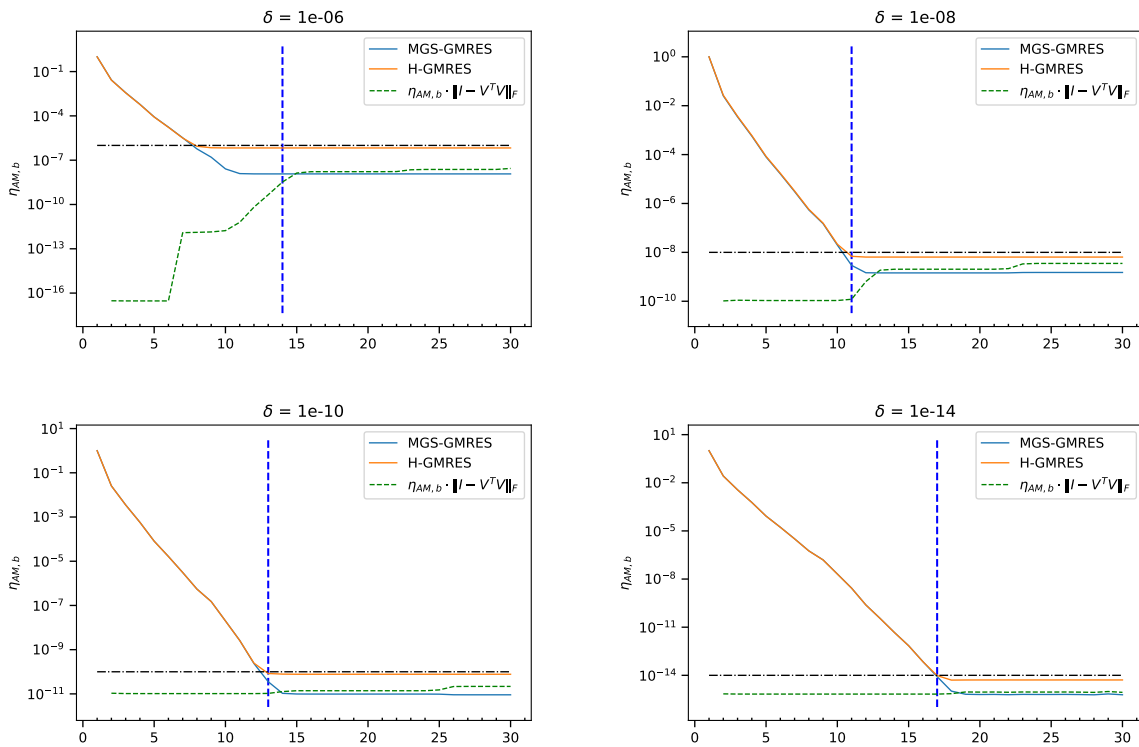 δ = 1e-06
MGS-GMRES
H-GMRES
η_{AM,b} · ‖I − V^T V‖_F
η_{AM,b}
10^{−1}
10^{−4}
10^{−7}
10^{−10}
10^{−13}
10^{−16}
0 5 10 15 20 25 30
δ = 1e-08
MGS-GMRES
H-GMRES
η_{AM,b} · ‖I − V^T V‖_F
η_{AM,b}
10^{0}
10^{−2}
10^{−4}
10^{−6}
10^{−8}
10^{−10}
0 5 10 15 20 25 30
δ = 1e-10
MGS-GMRES
H-GMRES
η_{AM,b} · ‖I − V^T V‖_F
η_{AM,b}
10^{1}
10^{−1}
10^{−3}
10^{−5}
10^{−7}
10^{−9}
10^{−11}
0 5 10 15 20 25 30
δ = 1e-14
MGS-GMRES
H-GMRES
η_{AM,b} · ‖I − V^T V‖_F
η_{AM,b}
10^{1}
10^{−2}
10^{−5}
10^{−8}
10^{−11}
10^{−14}
0 5 10 15 20 25 30